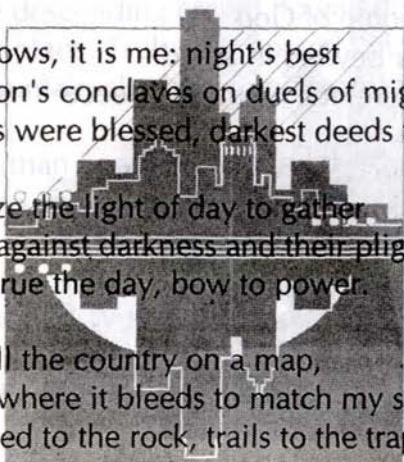 ows, it is me: night's best
on's conclaves on duels of mig
s were blessed, darkest deeds
ze the light of day to gather
against darkness and their plig
rue the day, bow to power.
ll the country on a map,
where it bleeds to match my s
ed to the rock, trails to the trap